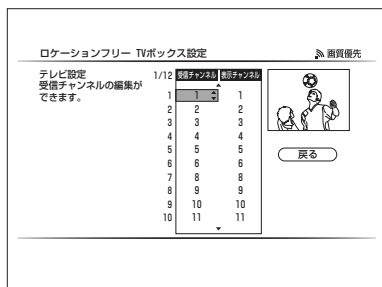 ロケーションフリー TVボックス設定 画質優先
テレビ設定 1/12 受信チャンネル 表示チャンネル
受信チャンネルの編集が
できます。
1 1 1
2 2 2
3 3 3
4 4 4
5 5 5
6 6 6
7 8 8
8 9 9
9 10 10
10 11 11
戻る